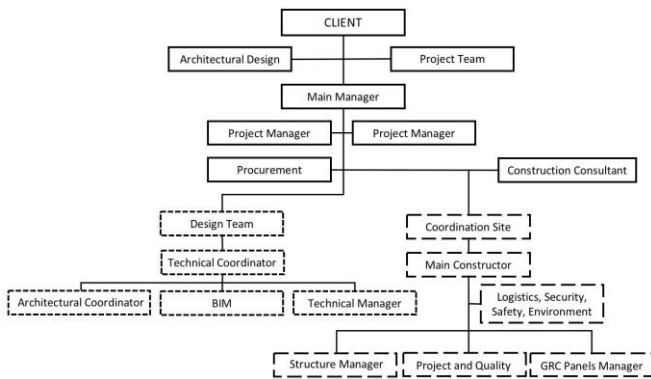 CLIENT
Architectural Design
Project Team
Main Manager
Project Manager
Project Manager
Procurement
Construction Consultant
Design Team
Coordination Site
Technical Coordinator
Main Constructor
Architectural Coordinator
BIM
Technical Manager
Logistics, Security,
Safety, Environment
Structure Manager
Project and Quality
GRC Panels Manager